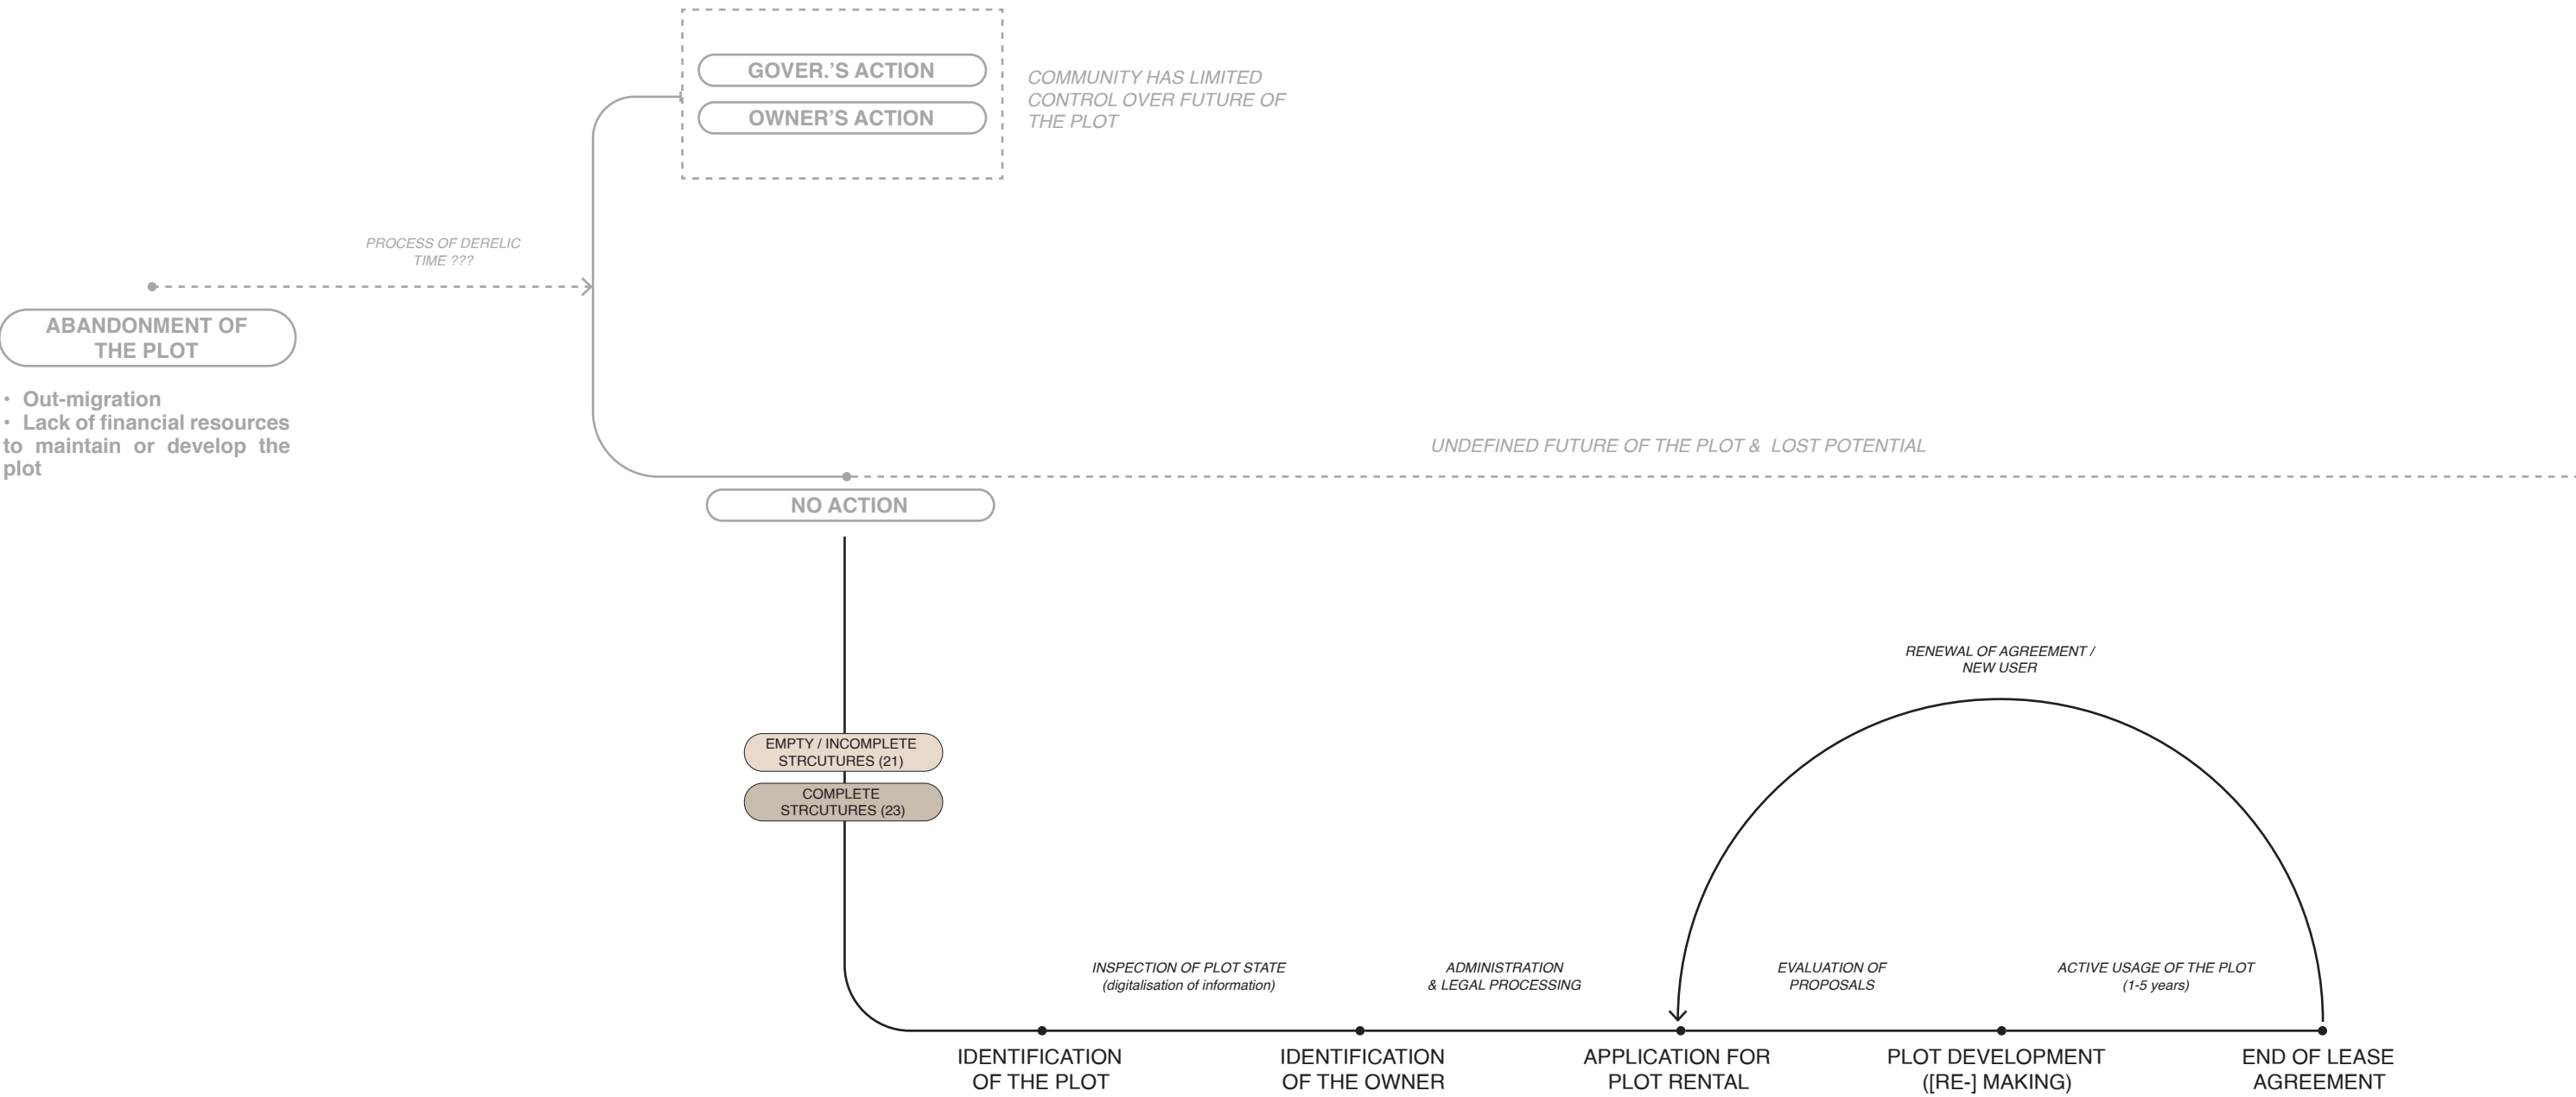 GOVER.'S ACTION
OWNER'S ACTION
COMMUNITY HAS LIMITED
CONTROL OVER FUTURE OF
THE PLOT
PROCESS OF DERELIC
TIME ???
ABANDONMENT OF
THE PLOT
• Out-migration
• Lack of financial resources
to maintain or develop the
plot
UNDEFINED FUTURE OF THE PLOT & LOST POTENTIAL
NO ACTION
RENEWAL OF AGREEMENT /
NEW USER
EMPTY / INCOMPLETE
STRCUTURES (21)
COMPLETE
STRCUTURES (23)
INSPECTION OF PLOT STATE
(digitalisation of information)
ADMINISTRATION
& LEGAL PROCESSING
EVALUATION OF
PROPOSALS
ACTIVE USAGE OF THE PLOT
(1-5 years)
IDENTIFICATION
OF THE PLOT
IDENTIFICATION
OF THE OWNER
APPLICATION FOR
PLOT RENTAL
PLOT DEVELOPMENT
([RE-] MAKING)
END OF LEASE
AGREEMENT